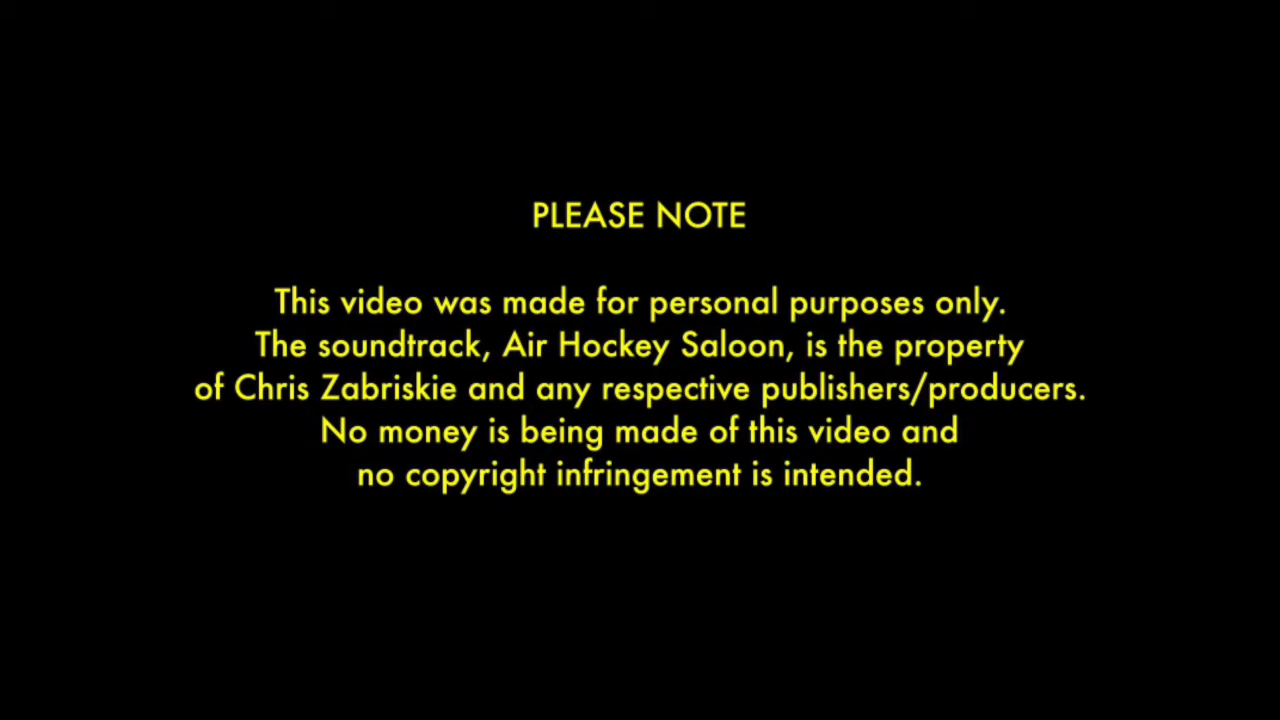 PLEASE NOTE
This video was made for personal purposes only.
The soundtrack, Air Hockey Saloon, is the property
of Chris Zabriskie and any respective publishers/producers.
No money is being made of this video and
no copyright infringement is intended.